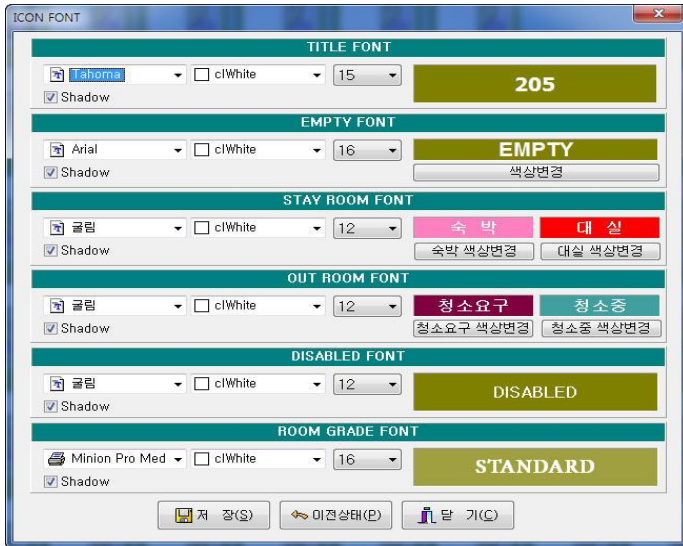 ICON FONT
TITLE FONT
Tahoma clWhite 15 205
Shadow
EMPTY FONT
Arial clWhite 16 EMPTY
Shadow 색상변경
STAY ROOM FONT
굴림 clWhite 12 숙 박 대 실
Shadow 숙박 색상변경 대실 색상변경
OUT ROOM FONT
굴림 clWhite 12 청소요구 청소중
Shadow 청소요구 색상변경 청소중 색상변경
DISABLED FONT
굴림 clWhite 12 DISABLED
Shadow
ROOM GRADE FONT
Minion Pro Med clWhite 16 STANDARD
Shadow
저 장(S) 이전상태(P) 닫 기(C)